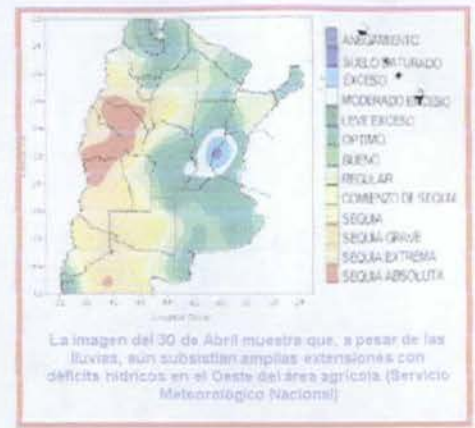 ANEGAMIENTO
SUELO SATURADO
EXCESO
MODERADO EXCESO
LEVE EXCESO
OPTIMO
BUENO
REGULAR
COMIENZO DE SEQUIA
SEQUIA
SEQUIA GRAVE
SEQUIA EXTREMA
SEQUIA ABSOLUTA
La imagen del 30 de Abril muestra que, a pesar de las
lluvias, aún subsistían amplias extensiones con
déficits hídricos en el Oeste del área agrícola (Servicio
Meteorológico Nacional)